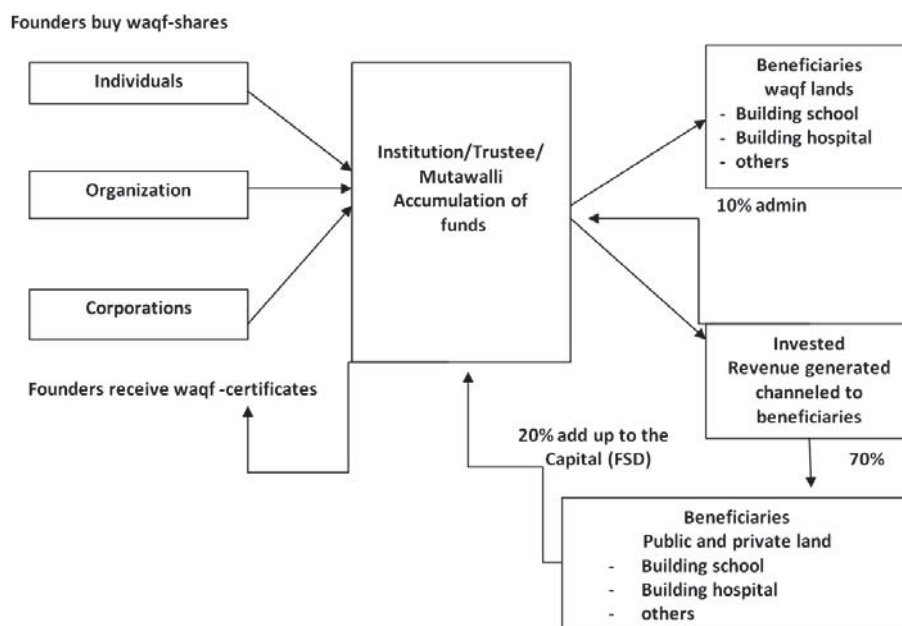 Founders buy waqf-shares
Individuals
Organization
Corporations
Founders receive waqf -certificates
Institution/Trustee/
Mutawalli
Accumulation of
funds
Beneficiaries
waqf lands
- Building school
- Building hospital
- others
10% admin
Invested
Revenue generated
channeled to
beneficiaries
70%
20% add up to the
Capital (FSD)
Beneficiaries
Public and private land
- Building school
- Building hospital
- others